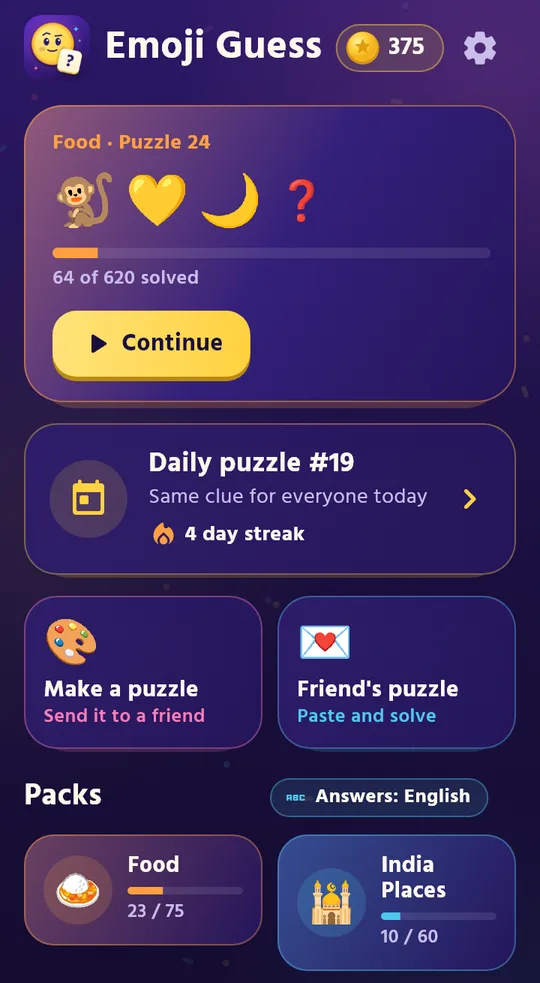 Emoji Guess
375
Food · Puzzle 24
64 of 620 solved
Continue
Daily puzzle #19
Same clue for everyone today
4 day streak
Make a puzzle
Send it to a friend
Friend's puzzle
Paste and solve
Packs
ABC Answers: English
Food
23 / 75
India
Places
10 / 60